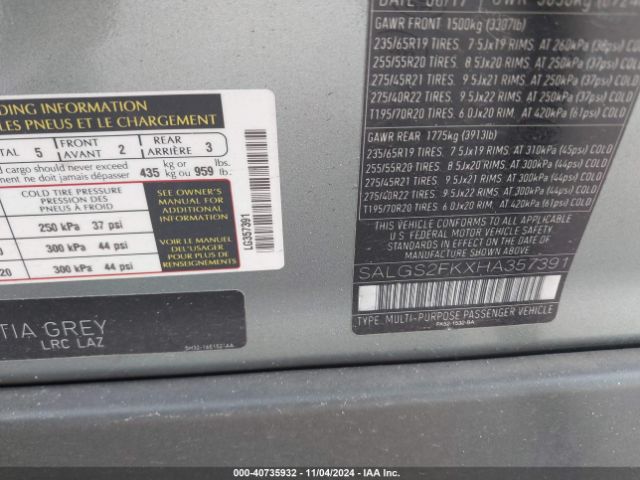 DING INFORMATION
LES PNEUS ET LE CHARGEMENT
TAL 5 FRONT AVANT 2 REAR ARRIÈRE 3
d cargo should never exceed 435 kg or 959 lbs.
ment ne doit jamais dépasser kg ou lb.
COLD TIRE PRESSURE
PRESSION DES
PNEUS À FROID
250 kPa 37 psi
300 kPa 44 psi
20 300 kPa 44 psi
SEE OWNER'S
MANUAL FOR
ADDITIONAL
INFORMATION
VOIR LE MANUEL
DE L'USAGER
POUR PLUS DE
RENSEIGNEMENTS
LG357391
TIA GREY
LRC LAZ
GAWR FRONT 1500kg (3307lb)
235/65R19 TIRES, 7.5Jx19 RIMS, AT 260kPa (38psi) COLD
255/55R20 TIRES, 8.5Jx20 RIMS, AT 250kPa (37psi) COLD
275/45R21 TIRES, 9.5Jx21 RIMS, AT 250kPa (37psi) COLD
275/40R22 TIRES, 9.5Jx22 RIMS, AT 250kPa (37psi) COLD
T195/70R20 TIRES, 6.0Jx20 RIMS, AT 420kPa (61psi) COLD
GAWR REAR 1775kg (3913lb)
235/65R19 TIRES, 7.5Jx19 RIMS, AT 310kPa (45psi) COLD
255/55R20 TIRES, 8.5Jx20 RIMS, AT 300kPa (44psi) COLD
275/45R21 TIRES, 9.5Jx21 RIMS, AT 300kPa (44psi) COLD
275/40R22 TIRES, 9.5Jx22 RIMS, AT 300kPa (44psi) COLD
T195/70R20 TIRES, 6.0Jx20 RIMS, AT 420kPa (61psi) COLD
THIS VEHICLE CONFORMS TO ALL APPLICABLE
U.S. FEDERAL MOTOR VEHICLE SAFETY
STANDARDS IN EFFECT ON THE DATE OF
MANUFACTURE SHOWN ABOVE.
SALGS2FKXHA357391
TYPE: MULTI-PURPOSE PASSENGER VEHICLE
COPART 40735932 - 11/04/2024 - IAA Inc.